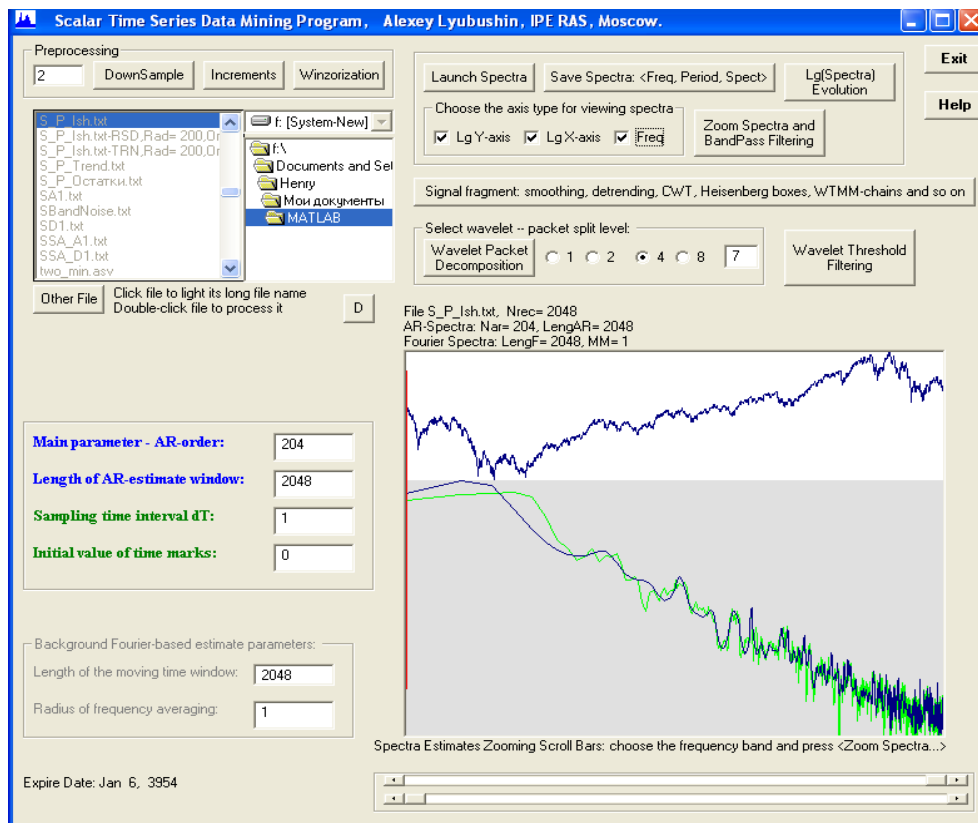 Scalar Time Series Data Mining Program, Alexey Lyubushin, IPE RAS, Moscow.
Preprocessing
2
DownSample
Increments
Winzorization
S_P_Ish.txt
S_P_Ish.txt-RSD,Rad= 200,Or
S_P_Ish.txt-TRN,Rad= 200,Or
S_P_Trend.txt
S_P_Остатки.txt
SA1.txt
SBandNoise.txt
SD1.txt
SSA_A1.txt
SSA_D1.txt
two_min.asv
f: [System-New]
f:\
Documents and Set
Henry
Мои документы
MATLAB
Other File
Click file to light its long file name
Double-click file to process it
D
Launch Spectra
Save Spectra: <Freq, Period, Spect>
Lg(Spectra)
Evolution
Exit
Help
Choose the axis type for viewing spectra
Lg Y-axis
Lg X-axis
Freq
Zoom Spectra and
BandPass Filtering
Signal fragment: smoothing, detrending, CWT, Heisenberg boxes, WTMM-chains and so on
Select wavelet -- packet split level:
Wavelet Packet
Decomposition
1
2
4
8
7
Wavelet Threshold
Filtering
File S_P_Ish.txt, Nrec= 2048
AR-Spectra: Nar= 204, LengAR= 2048
Fourier Spectra: LengF= 2048, MM= 1
Main parameter - AR-order:
204
Length of AR-estimate window:
2048
Sampling time interval dT:
1
Initial value of time marks:
0
Background Fourier-based estimate parameters:
Length of the moving time window:
2048
Radius of frequency averaging:
1
Spectra Estimates Zooming Scroll Bars: choose the frequency band and press <Zoom Spectra...>
Expire Date: Jan 6, 3954